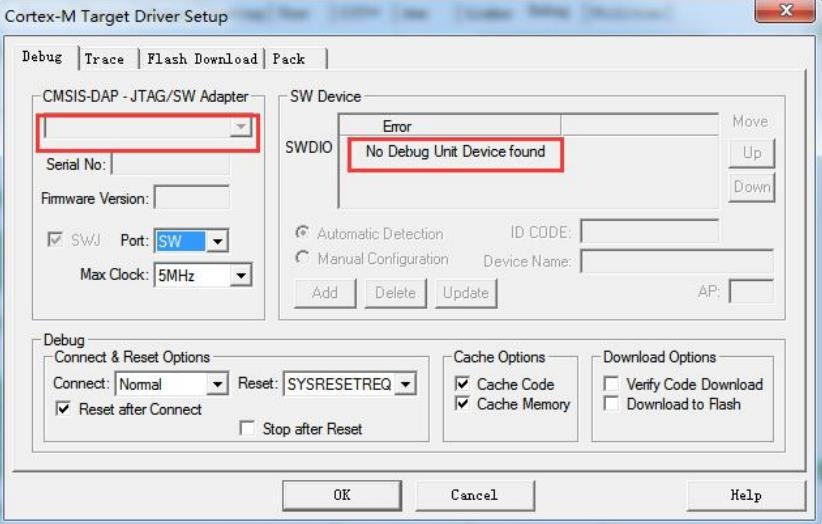 Cortex-M Target Driver Setup
Debug Trace Flash Download Pack
CMSIS-DAP - JTAG/SW Adapter
Serial No:
Firmware Version:
SWJ Port: SW
Max Clock: 5MHz
SW Device
Error
SWDIO No Debug Unit Device found
Move
Up
Down
Automatic Detection ID CODE:
Manual Configuration Device Name:
Add Delete Update AP:
Debug
Connect & Reset Options
Connect: Normal Reset: SYSRESETREQ
Reset after Connect
Stop after Reset
Cache Options
Cache Code
Cache Memory
Download Options
Verify Code Download
Download to Flash
OK Cancel Help